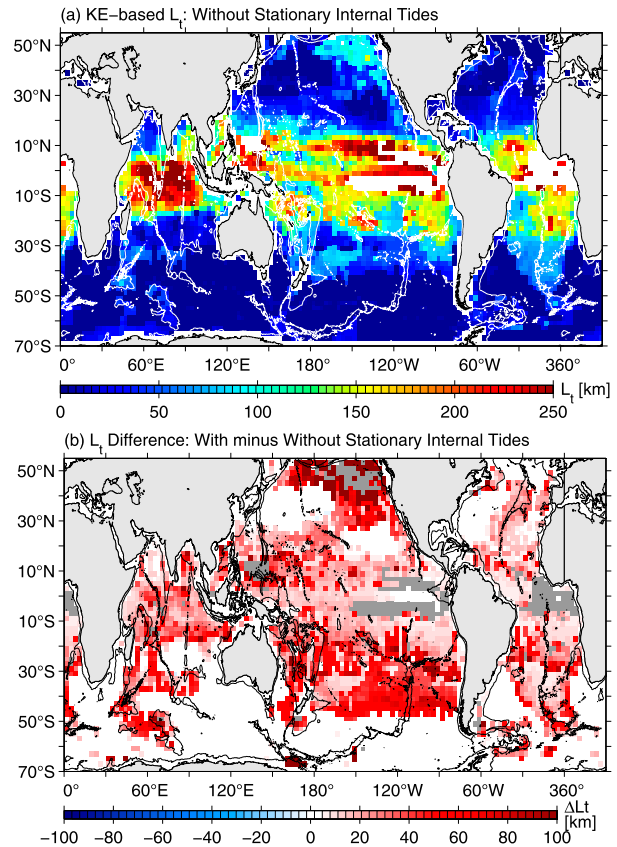 (a) KE−based Lt: Without Stationary Internal Tides
50°N
30°N
10°N
10°S
30°S
50°S
70°S
0° 60°E 120°E 180° 120°W 60°W 360°
0 50 100 150 200 250
Lt [km]
(b) Lt Difference: With minus Without Stationary Internal Tides
50°N
30°N
10°N
10°S
30°S
50°S
70°S
0° 60°E 120°E 180° 120°W 60°W 360°
−100 −80 −60 −40 −20 0 20 40 60 80 100
ΔLt
[km]